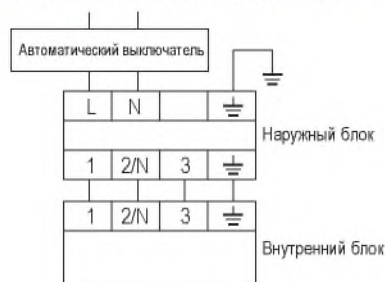 Автоматический выключатель
L N
Наружный блок
1 2/N 3
1 2/N 3
Внутренний блок